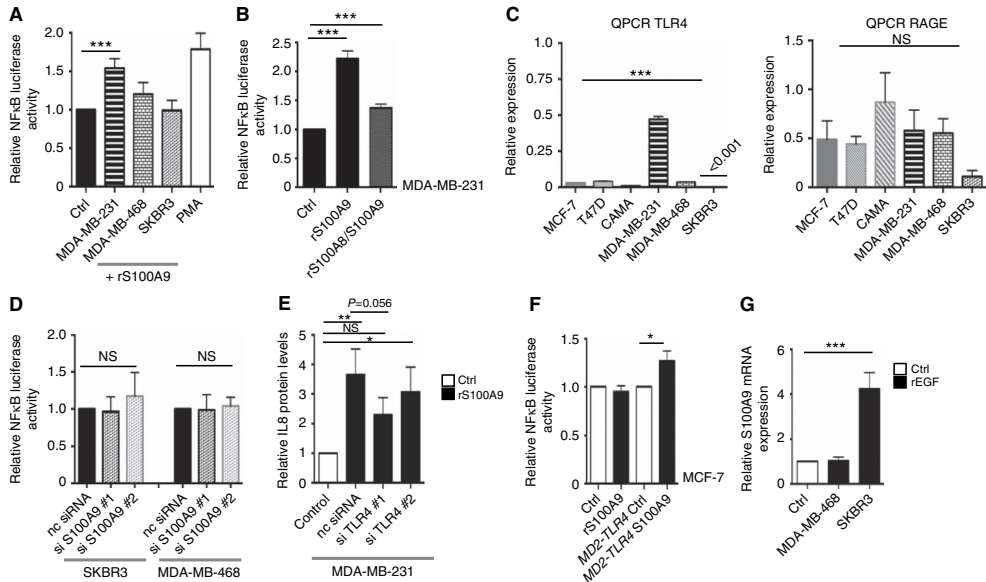 A
Relative NFκB luciferase
activity
2.0
1.5
1.0
0.5
0
***
Ctrl
MDA-MB-231
MDA-MB-468
SKBR3
PMA
+ rS100A9
B
Relative NFκB luciferase
activity
2.5
2.0
1.5
1.0
0.5
0
***
***
Ctrl
rS100A9
rS100A8/S100A9
MDA-MB-231
C
QPCR TLR4
Relative expression
1.0
0.75
0.5
0.25
0
***
<0.001
MCF-7
T47D
CAMA
MDA-MB-231
MDA-MB-468
SKBR3
QPCR RAGE
Relative expression
1.5
1.0
0.5
0
NS
MCF-7
T47D
CAMA
MDA-MB-231
MDA-MB-468
SKBR3
D
Relative NFκB luciferase
activity
2.0
1.5
1.0
0.5
0
NS
NS
nc siRNA
si S100A9 #1
si S100A9 #2
nc siRNA
si S100A9 #1
si S100A9 #2
SKBR3
MDA-MB-468
E
Relative IL8 protein levels
5
4
3
2
1
0
P=0.056
**
NS
*
Ctrl
rS100A9
Control
nc siRNA
si TLR4 #1
si TLR4 #2
MDA-MB-231
F
Relative NFκB luciferase
activity
1.5
1.0
0.5
0
*
Ctrl
rS100A9
MD2-TLR4 Ctrl
MD2-TLR4 S100A9
MCF-7
G
Relative S100A9 mRNA
expression
6
4
2
0
***
Ctrl
rEGF
Ctrl
MDA-MB-468
SKBR3